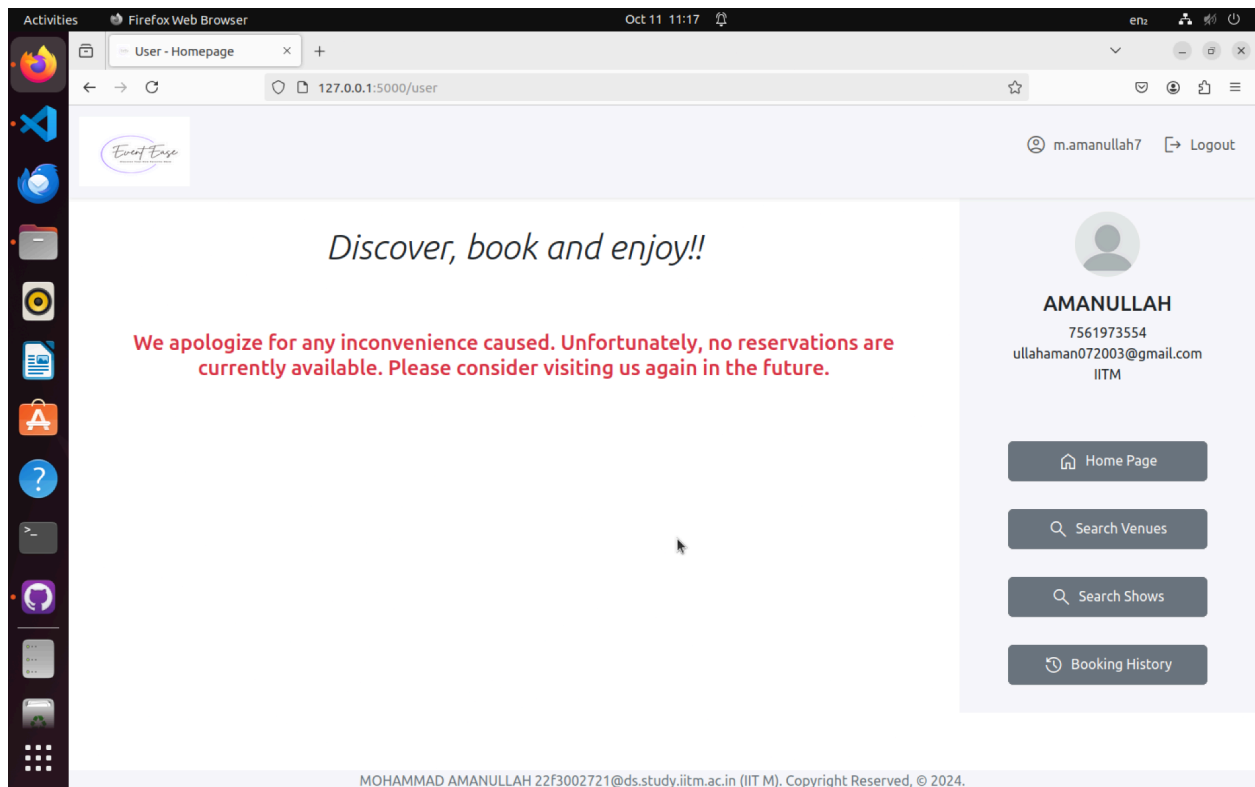 Activities
Firefox Web Browser
Oct 11 11:17
en₂
User - Homepage
127.0.0.1:5000/user
Event Ease
m.amanullah7
Logout
Discover, book and enjoy!!
We apologize for any inconvenience caused. Unfortunately, no reservations are
currently available. Please consider visiting us again in the future.
AMANULLAH
7561973554
ullahaman072003@gmail.com
IITM
Home Page
Search Venues
Search Shows
Booking History
MOHAMMAD AMANULLAH 22f3002721@ds.study.iitm.ac.in (IIT M). Copyright Reserved, © 2024.